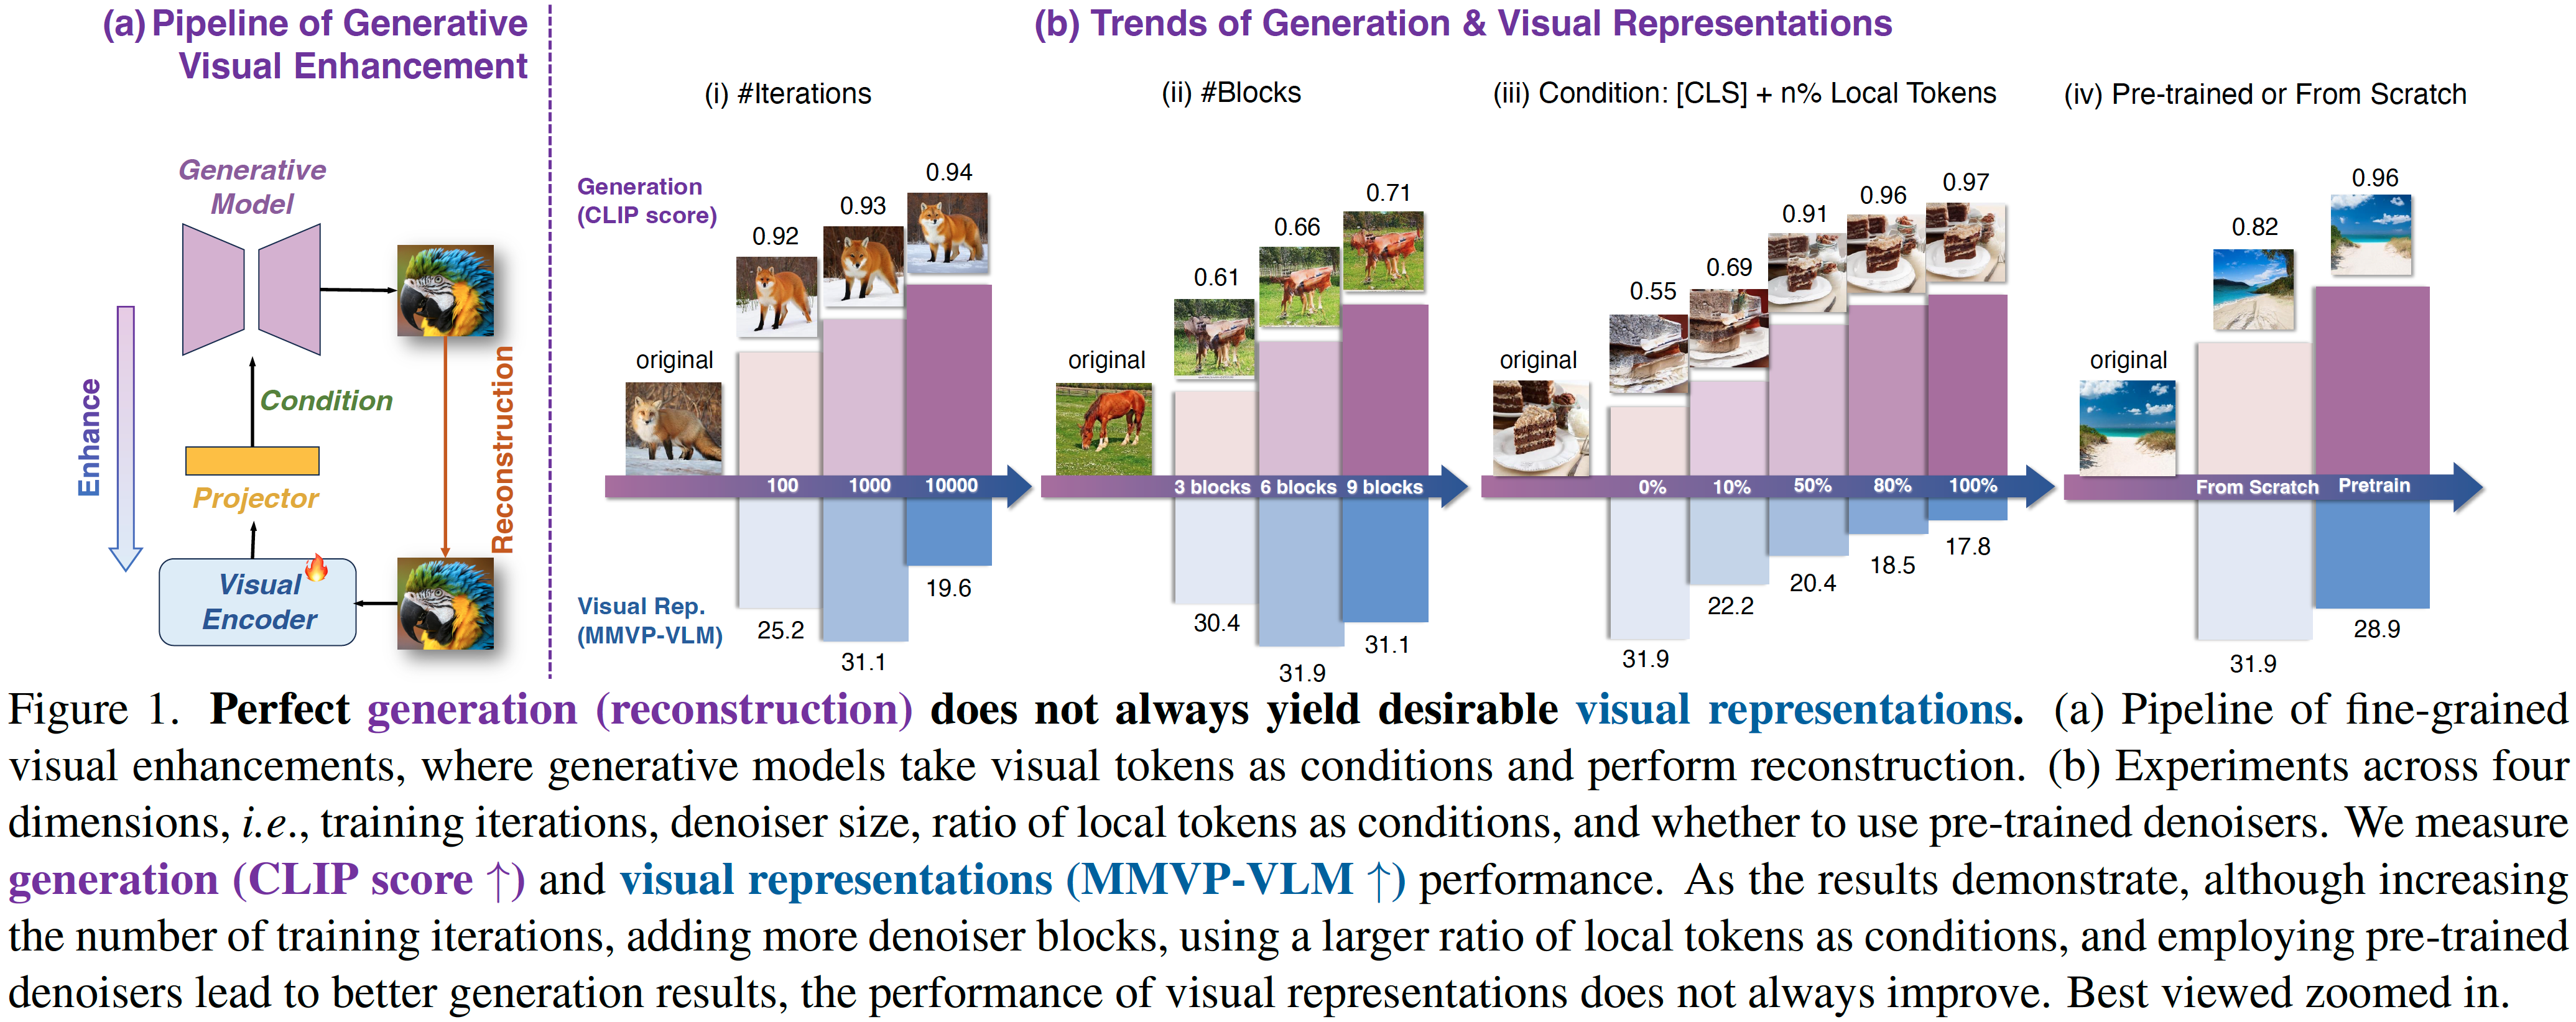 (a) Pipeline of Generative
Visual Enhancement
Generative
Model
Condition
Enhance
Projector
Reconstruction
Visual
Encoder
(b) Trends of Generation & Visual Representations
(i) #Iterations
Generation
(CLIP score)
0.92
0.93
0.94
original
100
1000
10000
Visual Rep.
(MMVP-VLM)
25.2
31.1
19.6
(ii) #Blocks
0.61
0.66
0.71
original
3 blocks
6 blocks
9 blocks
30.4
31.9
31.1
(iii) Condition: [CLS] + n% Local Tokens
0.55
0.69
0.91
0.96
0.97
original
0%
10%
50%
80%
100%
31.9
22.2
20.4
18.5
17.8
(iv) Pre-trained or From Scratch
0.82
0.96
original
From Scratch
Pretrain
31.9
28.9
Figure 1. Perfect generation (reconstruction) does not always yield desirable visual representations. (a) Pipeline of fine-grained
visual enhancements, where generative models take visual tokens as conditions and perform reconstruction. (b) Experiments across four
dimensions, i.e., training iterations, denoiser size, ratio of local tokens as conditions, and whether to use pre-trained denoisers. We measure
generation (CLIP score ↑) and visual representations (MMVP-VLM ↑) performance. As the results demonstrate, although increasing
the number of training iterations, adding more denoiser blocks, using a larger ratio of local tokens as conditions, and employing pre-trained
denoisers lead to better generation results, the performance of visual representations does not always improve. Best viewed zoomed in.